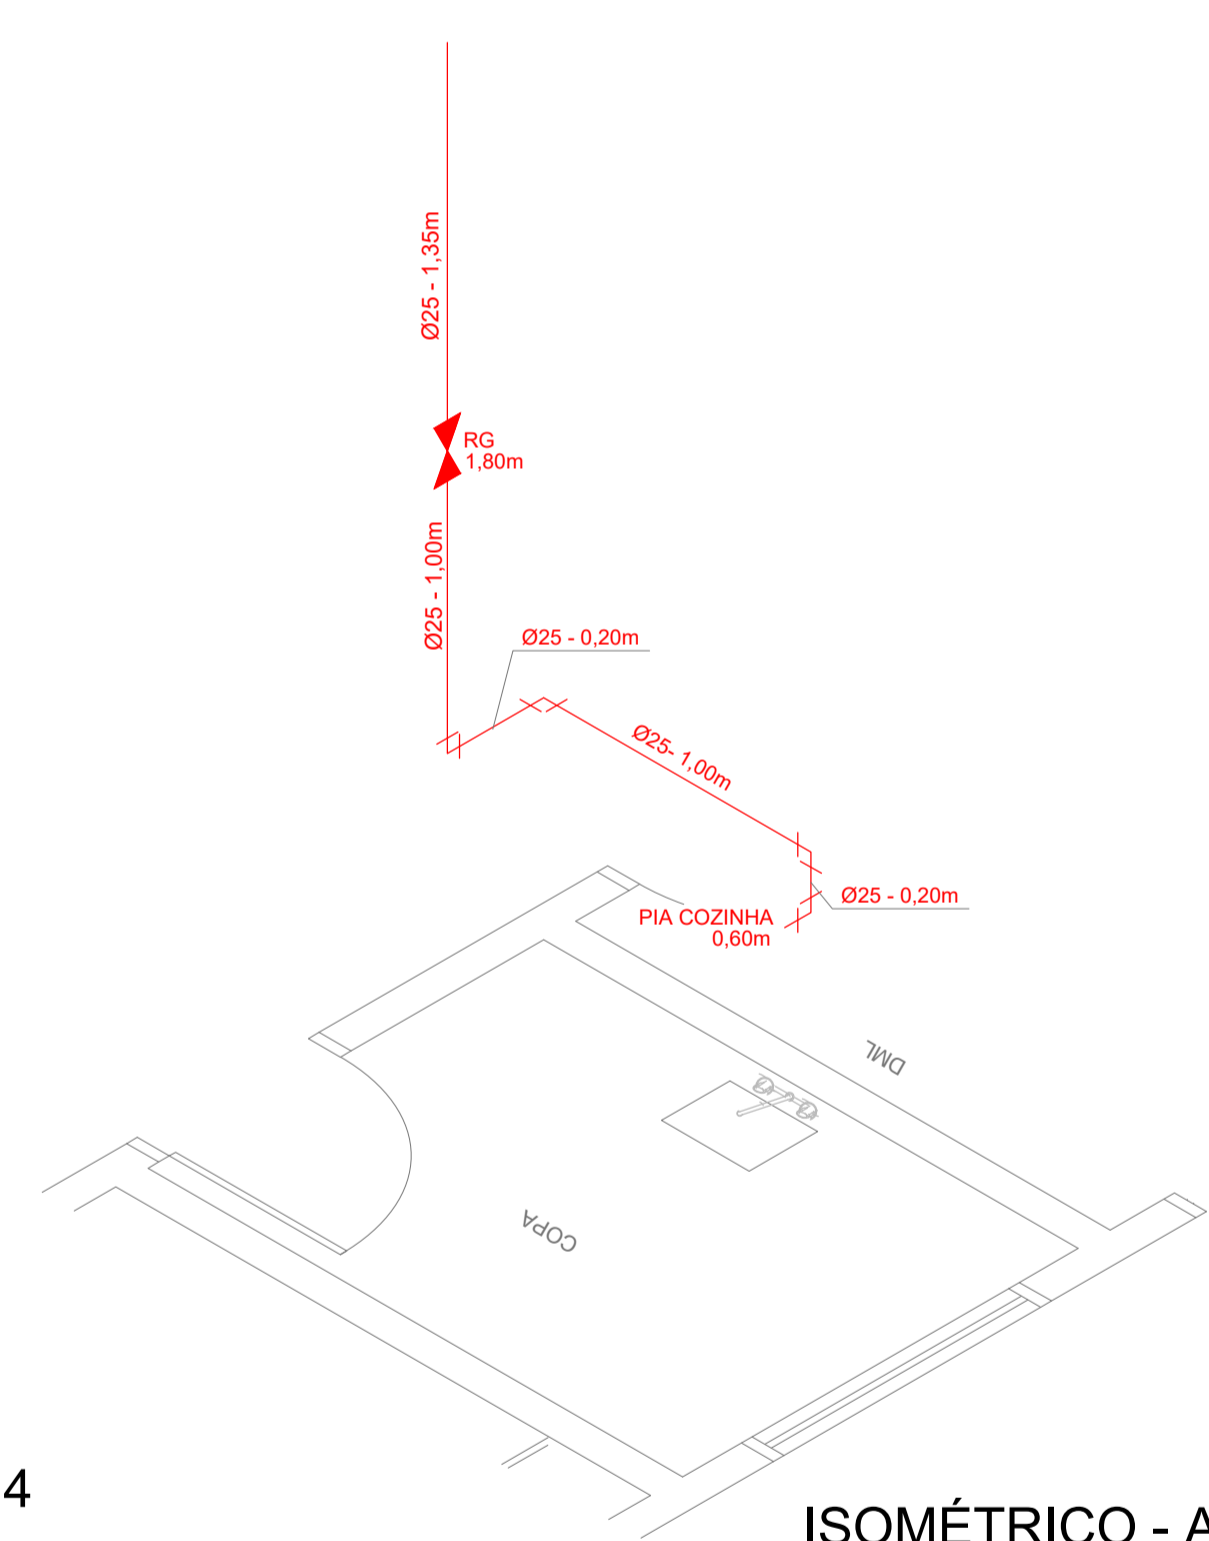 Ø25 - 1,35m
RG
1,80m
Ø25 - 1,00m
Ø25 - 0,20m
Ø25- 1,00m
Ø25 - 0,20m
PIA COZINHA
0,60m
DML
COPA
4
ISOMÉTRICO - A